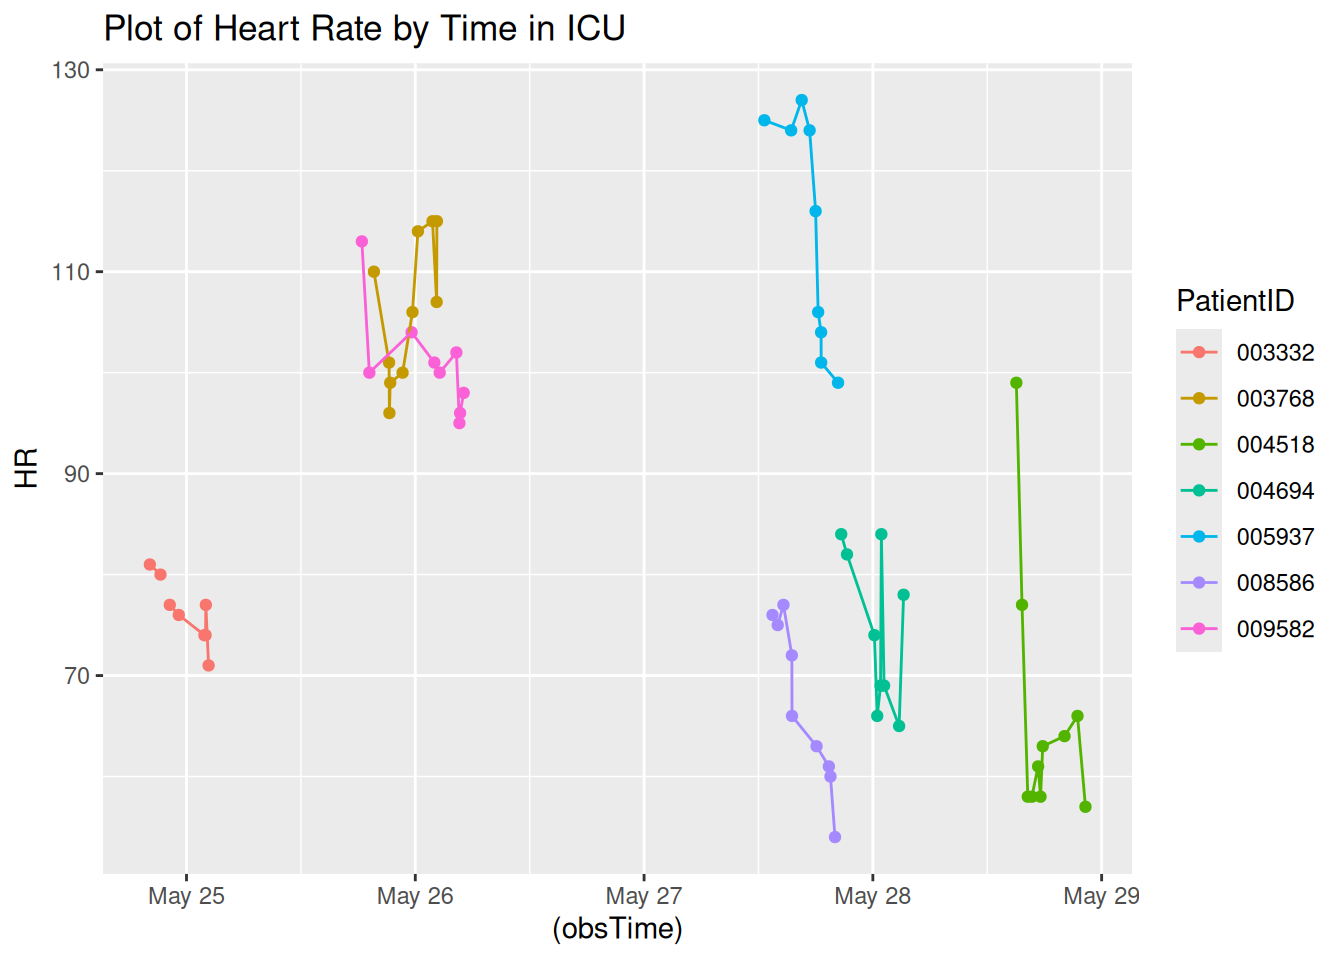 Plot of Heart Rate by Time in ICU
130
110
90
70
HR
May 25
May 26
May 27
May 28
May 29
(obsTime)
PatientID
003332
003768
004518
004694
005937
008586
009582